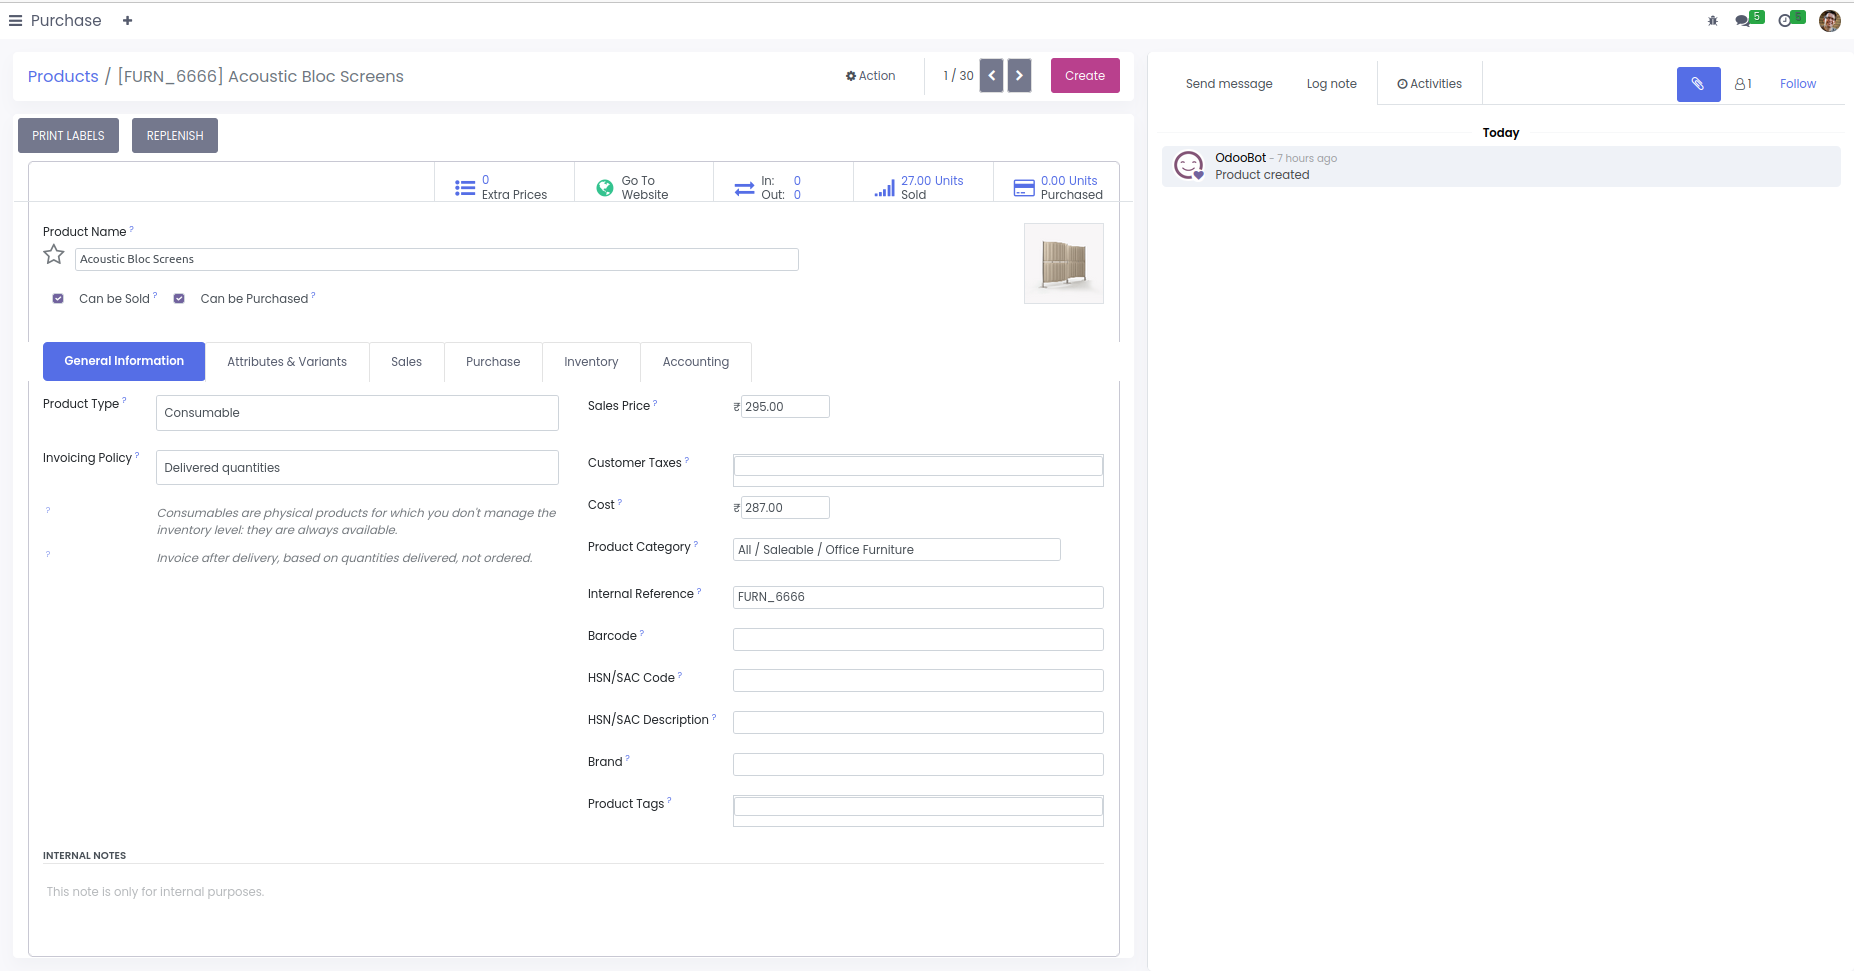 Purchase +
5
5
Products / [FURN_6666] Acoustic Bloc Screens
Action
1 / 30
Create
PRINT LABELS
REPLENISH
0
Extra Prices
Go To
Website
In: 0
Out: 0
27.00 Units
Sold
0.00 Units
Purchased
Product Name ?
Acoustic Bloc Screens
Can be Sold ? Can be Purchased ?
General Information
Attributes & Variants
Sales
Purchase
Inventory
Accounting
Product Type ?
Consumable
Invoicing Policy ?
Delivered quantities
?
Consumables are physical products for which you don't manage the
inventory level: they are always available.
?
Invoice after delivery, based on quantities delivered, not ordered.
Sales Price ?
₹ 295.00
Customer Taxes ?
Cost ?
₹ 287.00
Product Category ?
All / Saleable / Office Furniture
Internal Reference ?
FURN_6666
Barcode ?
HSN/SAC Code ?
HSN/SAC Description ?
Brand ?
Product Tags ?
INTERNAL NOTES
This note is only for internal purposes.
Send message
Log note
Activities
1
Follow
Today
OdooBot - 7 hours ago
Product created